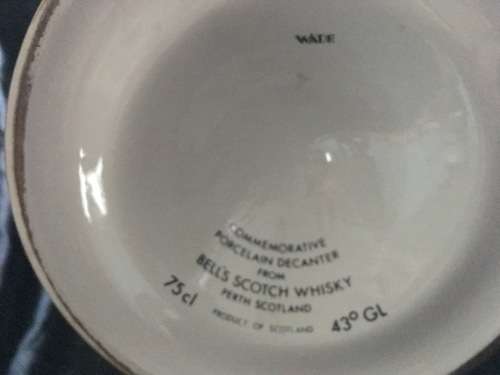 WADE
COMMEMORATIVE
PORCELAIN DECANTER
FROM
BELL'S SCOTCH WHISKY
PERTH SCOTLAND
75cl PRODUCT OF SCOTLAND 43° GL